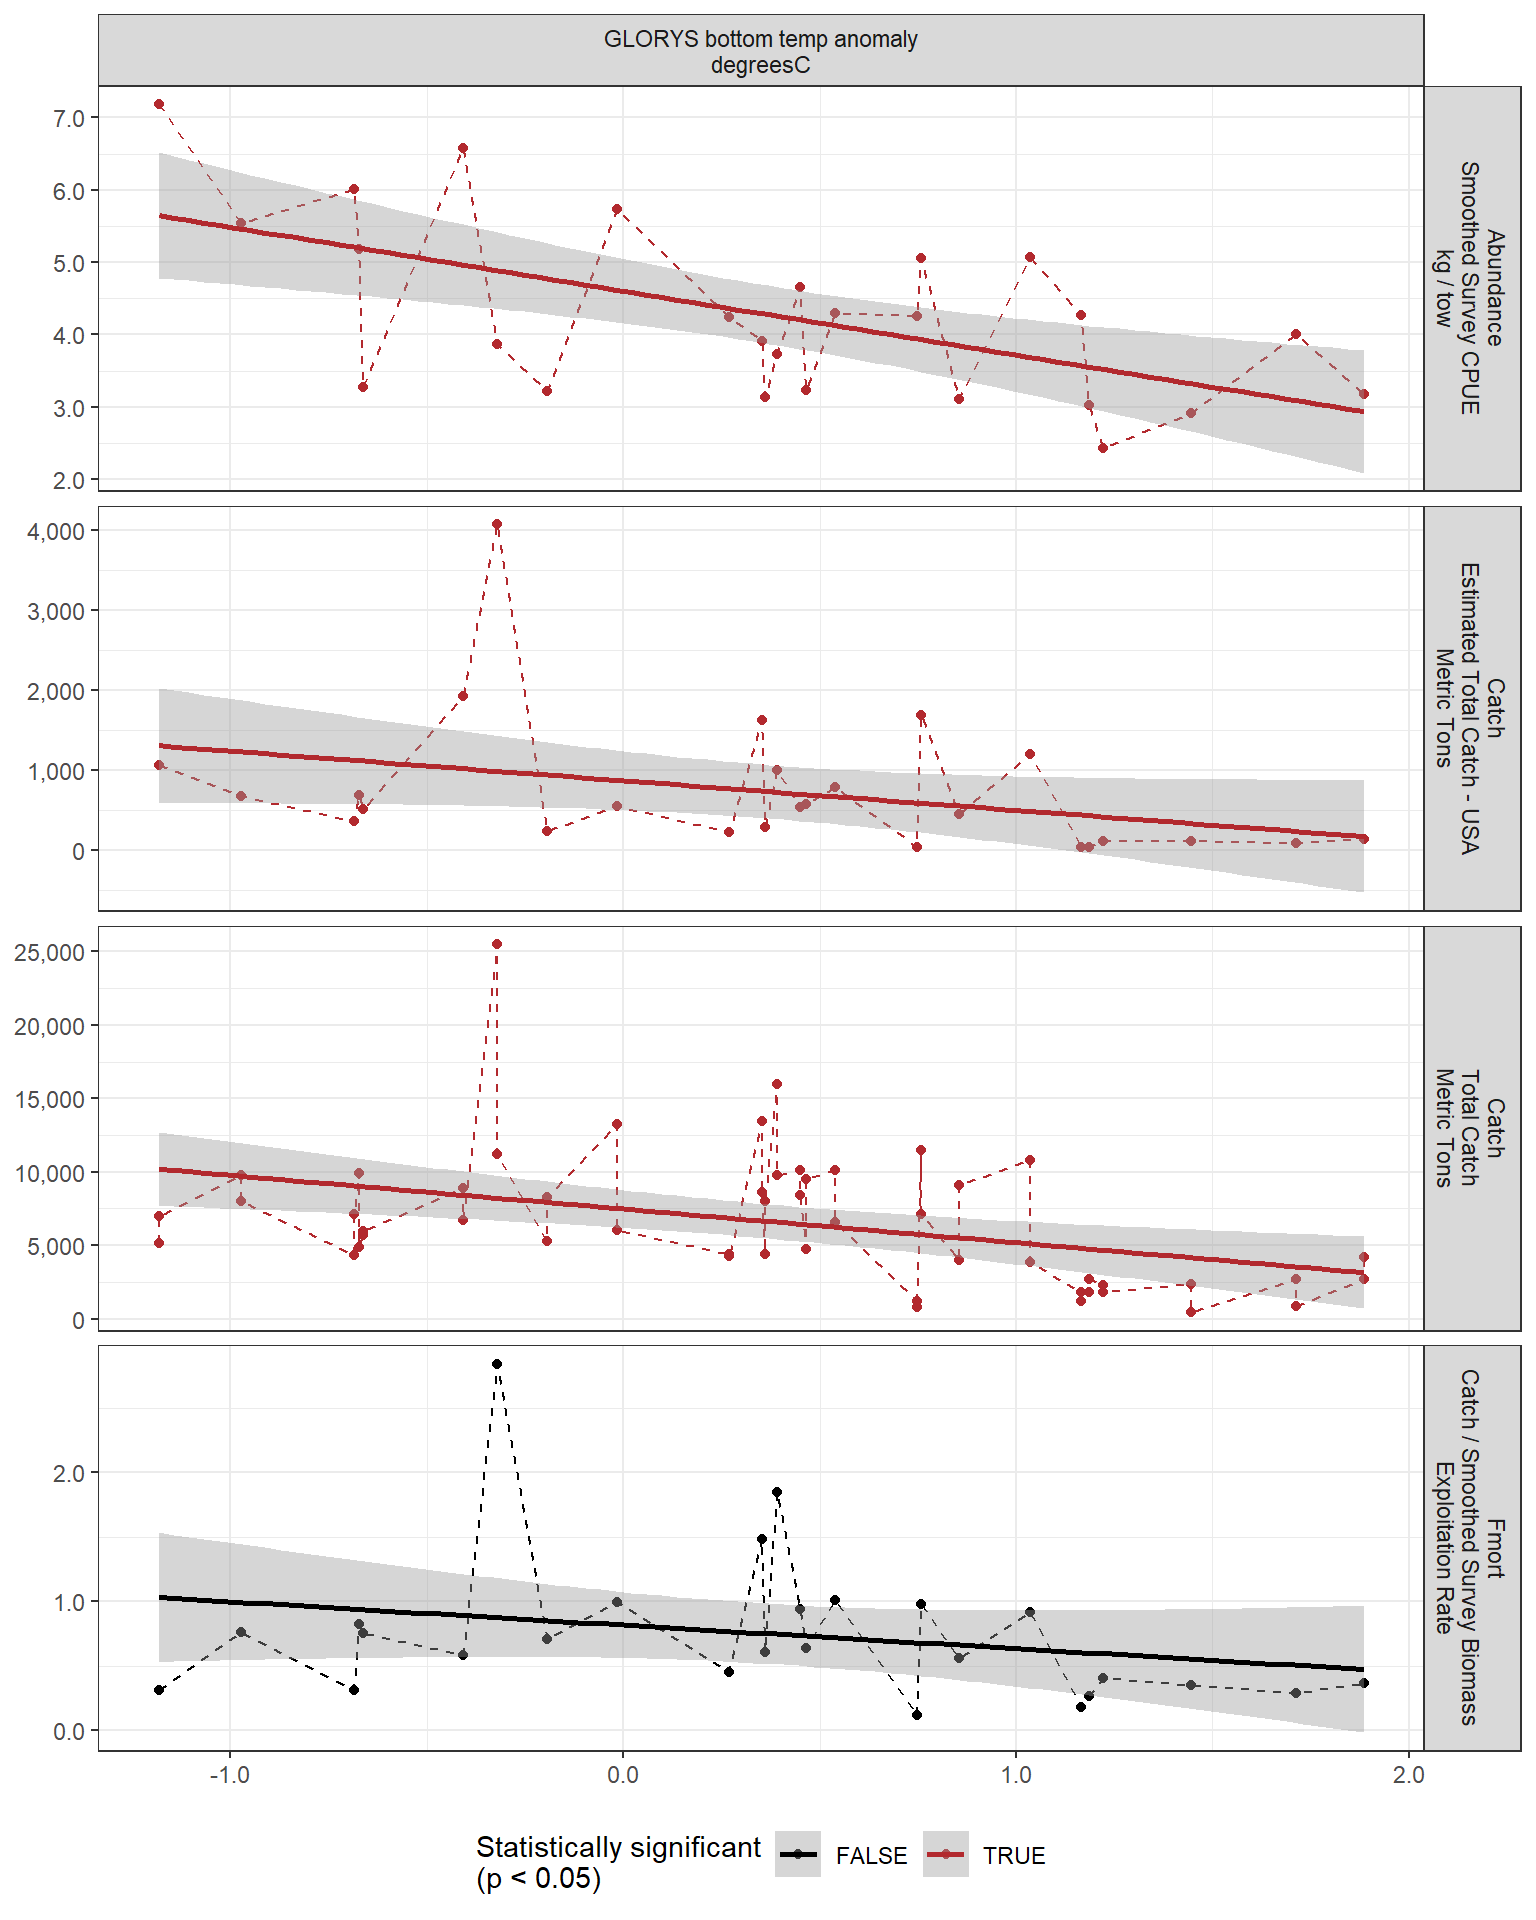 GLORYS bottom temp anomaly
degreesC
7.0
6.0
5.0
4.0
3.0
2.0
Abundance
Smoothed Survey CPUE
kg / tow
4,000
3,000
2,000
1,000
0
Catch
Estimated Total Catch - USA
Metric Tons
25,000
20,000
15,000
10,000
5,000
0
Catch
Total Catch
Metric Tons
2.0
1.0
0.0
Fmort
Catch / Smoothed Survey Biomass
Exploitation Rate
-1.0 0.0 1.0 2.0
Statistically significant
(p < 0.05)
FALSE TRUE